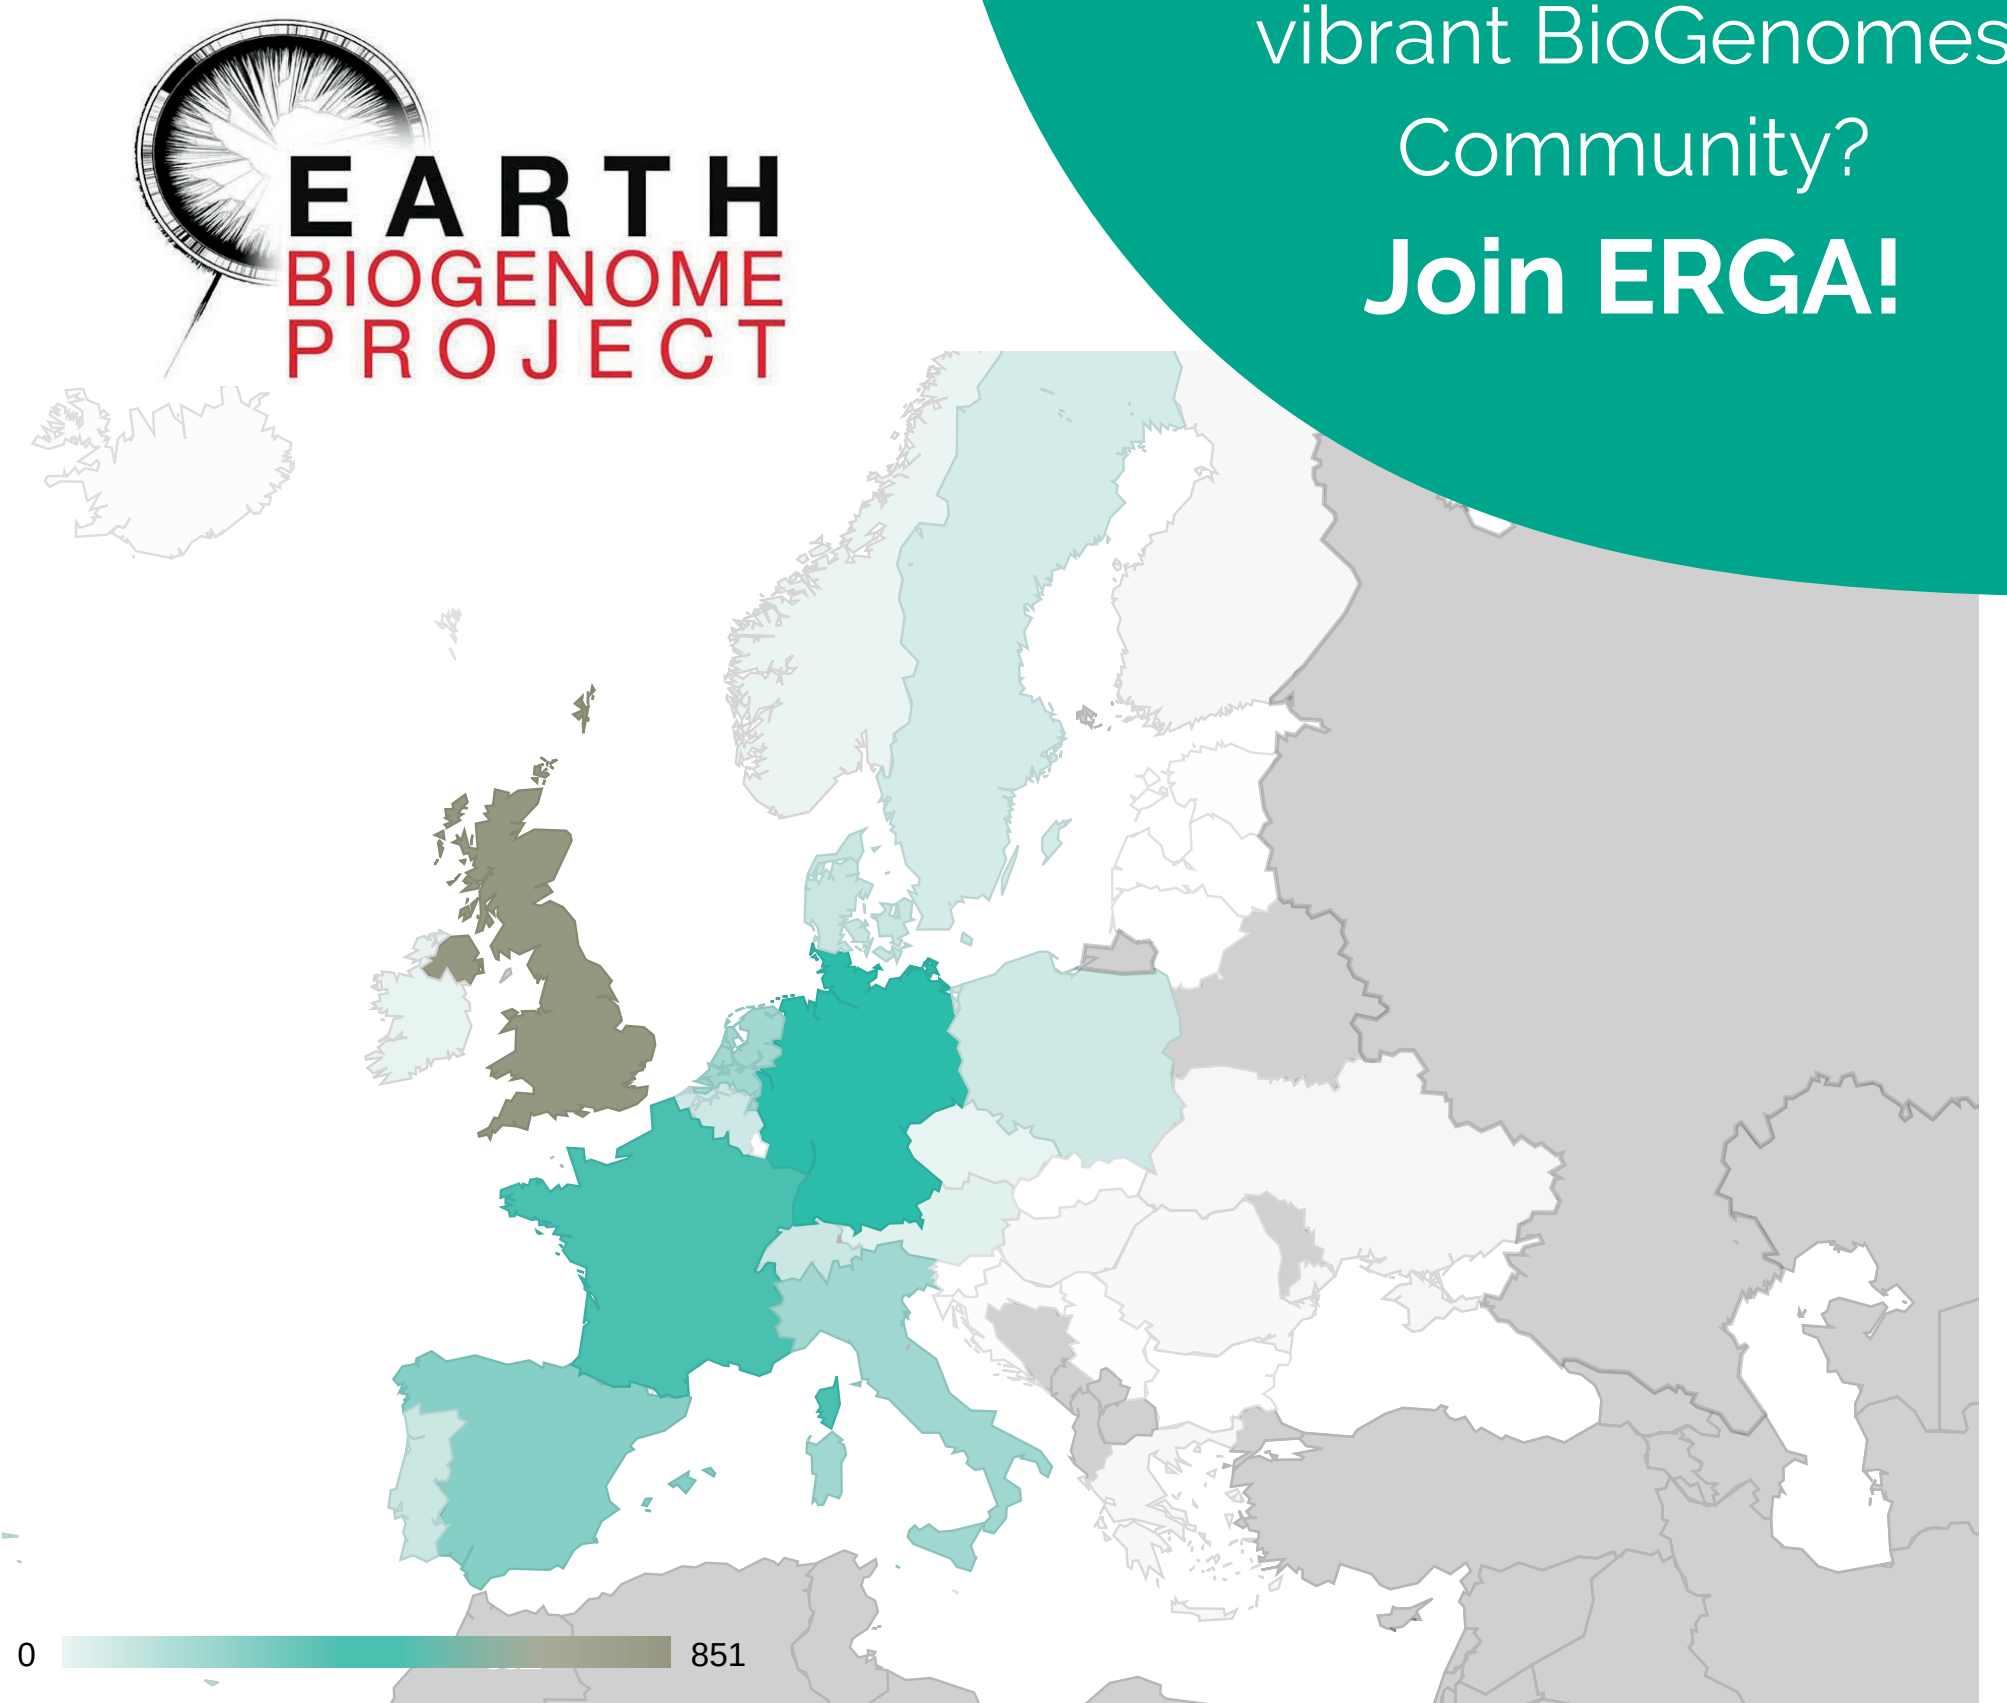 vibrant BioGenomes
Community?
Join ERGA!
EARTH
BIOGENOME
PROJECT
0
851